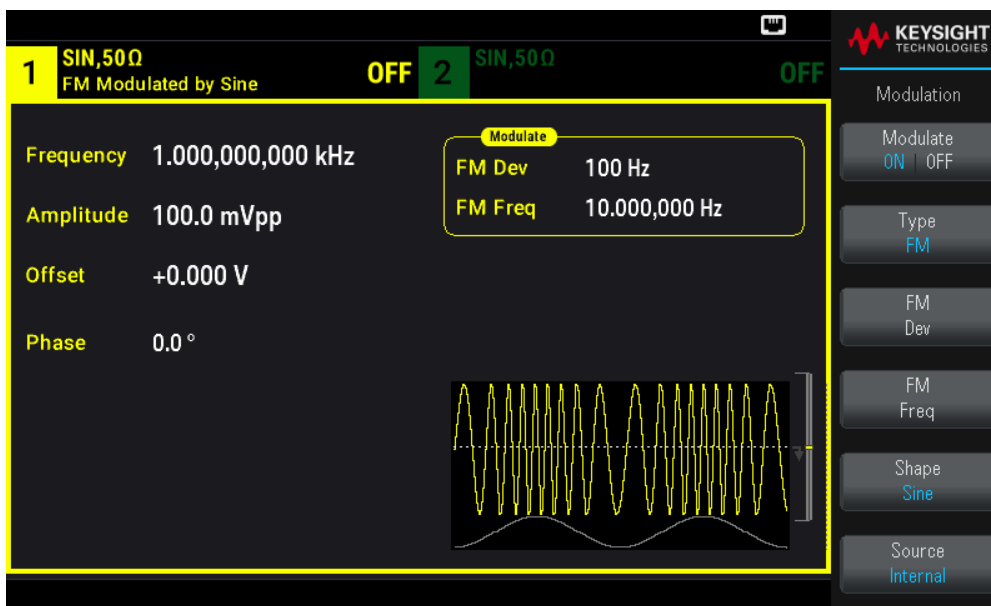 1
SIN,50Ω
FM Modulated by Sine
OFF
2
SIN,50Ω
OFF
Frequency 1.000,000,000 kHz
Amplitude 100.0 mVpp
Offset +0.000 V
Phase 0.0 °
Modulate
FM Dev 100 Hz
FM Freq 10.000,000 Hz
KEYSIGHT
TECHNOLOGIES
Modulation
Modulate
ON | OFF
Type
FM
FM
Dev
FM
Freq
Shape
Sine
Source
Internal